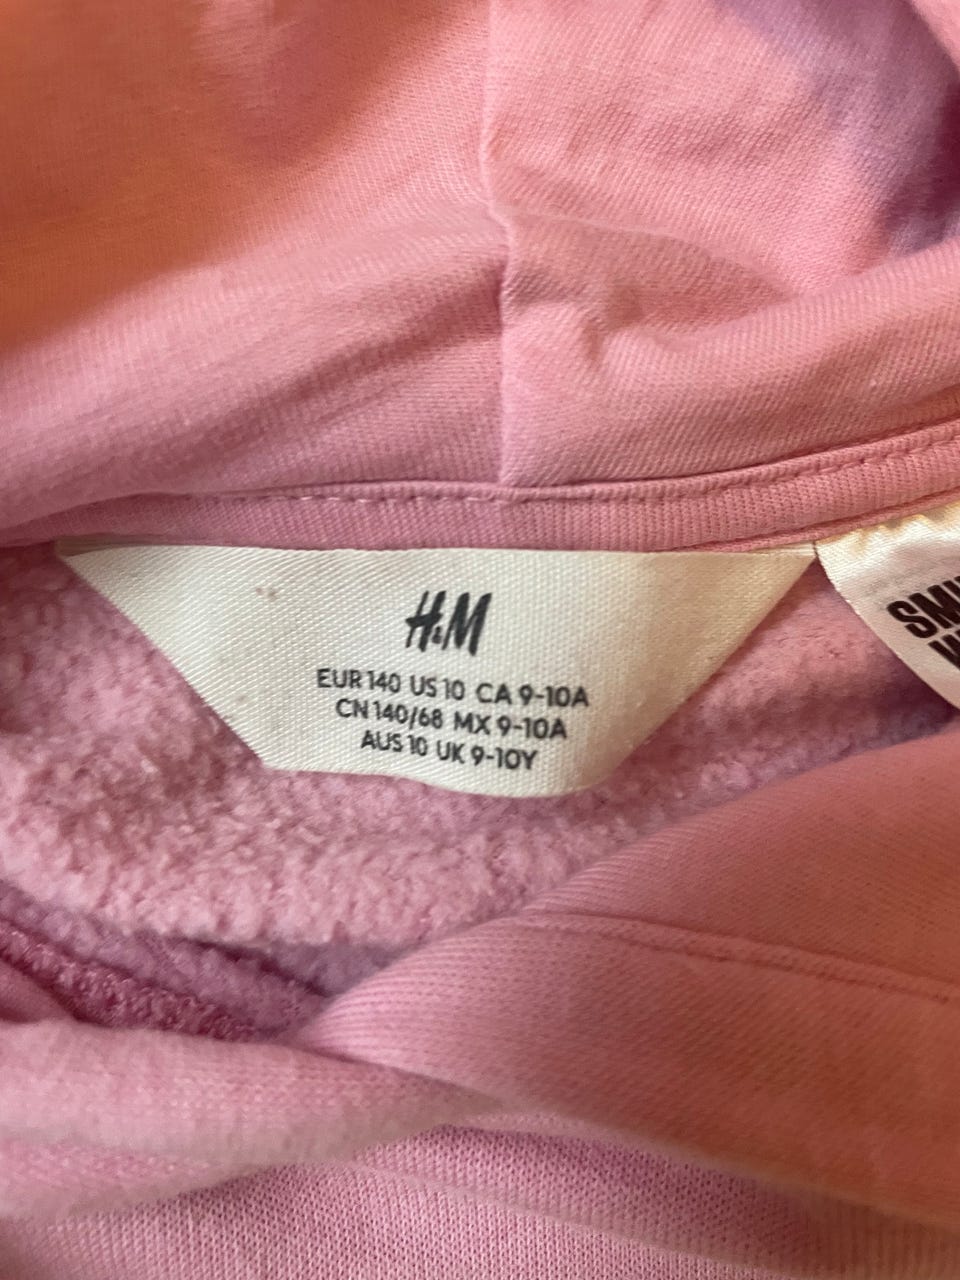 H&M
EUR 140 US 10 CA 9-10A
CN 140/68 MX 9-10A
AUS 10 UK 9-10Y